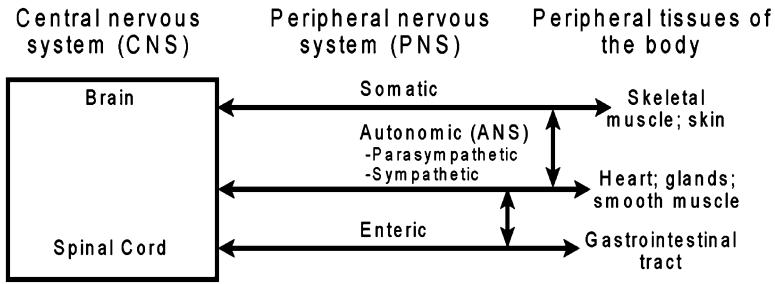 Central nervous
system (CNS)
Peripheral nervous
system (PNS)
Peripheral tissues of
the body
Brain
Spinal Cord
Somatic
Autonomic (ANS)
-Parasympathetic
-Sympathetic
Enteric
Skeletal
muscle; skin
Heart; glands;
smooth muscle
Gastrointestinal
tract